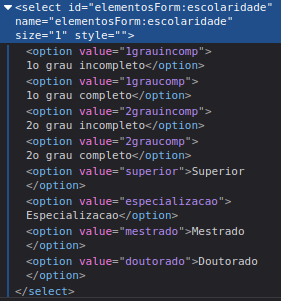 <select id="elementosForm:escolaridade"
name="elementosForm:escolaridade"
size="1" style="">
<option value="1grauincomp">
1o grau incompleto</option>
<option value="1graucomp">
1o grau completo</option>
<option value="2grauincomp">
2o grau incompleto</option>
<option value="2graucomp">
2o grau completo</option>
<option value="superior">Superior
</option>
<option value="especializacao">
Especializacao</option>
<option value="mestrado">Mestrado
</option>
<option value="doutorado">Doutorado
</option>
</select>